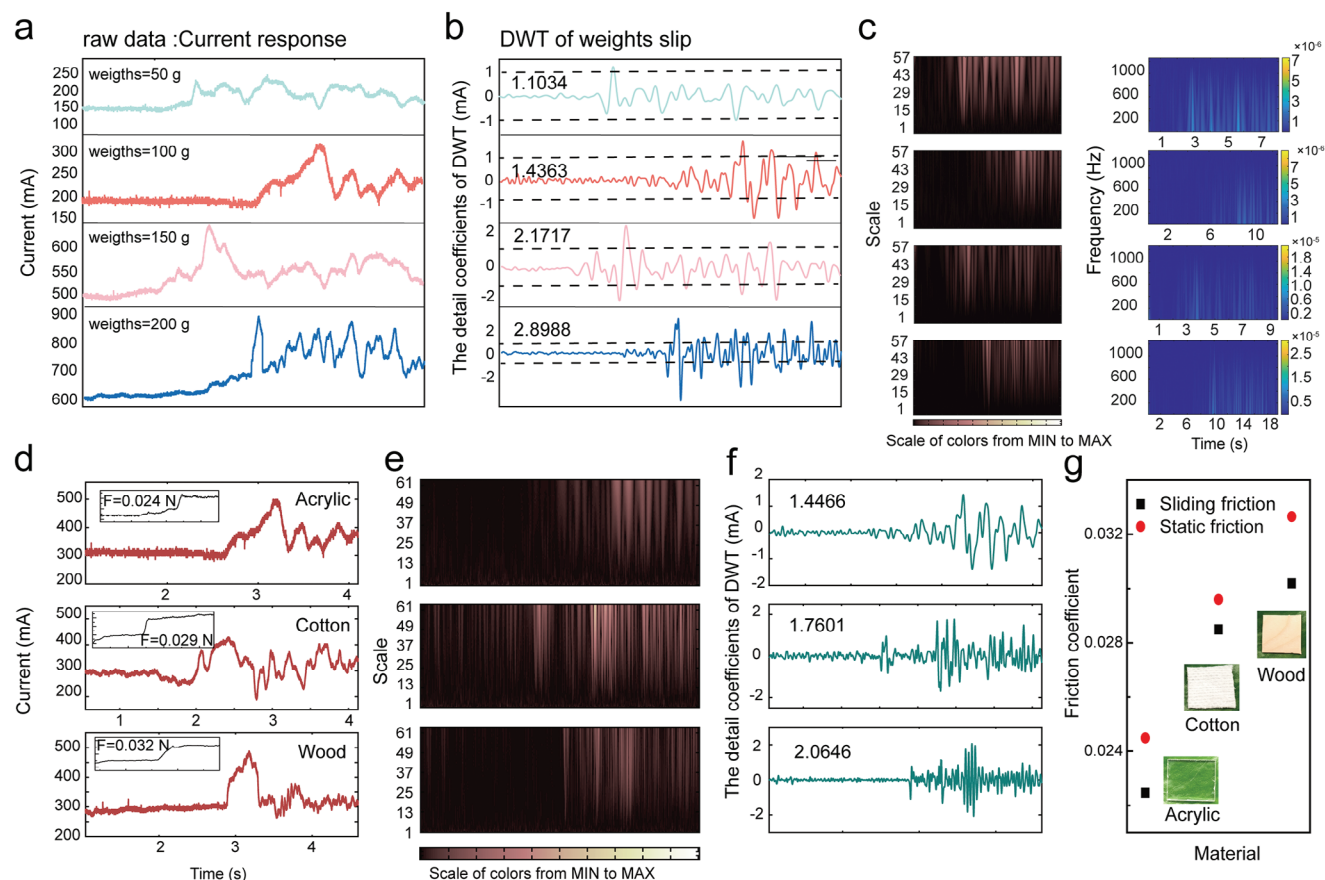 a
raw data :Current response
Current (mA)
weigths=50 g
250
200
150
100
weigths=100 g
300
250
200
150
weigths=150 g
600
550
500
weigths=200 g
900
800
700
600
b
DWT of weights slip
The detail coefficients of DWT (mA)
1
0
-1
1.1034
1
0
-1
1.4363
2
0
-2
2.1717
2
0
-2
2.8988
c
Scale
57
43
29
15
1
57
43
29
15
1
57
43
29
15
1
57
43
29
15
1
Scale of colors from MIN to MAX
Frequency (Hz)
1000
600
200
1 3 5 7
×10⁻⁶
7
5
3
1
1000
600
200
2 6 10
×10⁻⁶
7
5
3
1
1000
600
200
1 3 5 7 9
×10⁻⁵
1.4
1.0
0.6
0.2
1000
600
200
2 6 10 14 18
×10⁻⁵
2.5
1.5
0.5
Time (s)
d
Current (mA)
500
400
300
200
F=0.024 N
Acrylic
2 3 4
500
400
300
200
F=0.029 N
Cotton
1 2 3 4
500
400
300
200
F=0.032 N
Wood
2 3 4
Time (s)
e
Scale
61
49
37
25
13
1
61
49
37
25
13
1
61
49
37
25
13
1
Scale of colors from MIN to MAX
f
The detail coefficients of DWT (mA)
2
1
0
-1
-2
1.4466
2
0
-2
1.7601
2
0
-2
2.0646
g
Friction coefficient
0.032
0.028
0.024
Sliding friction
Static friction
Wood
Cotton
Acrylic
Material